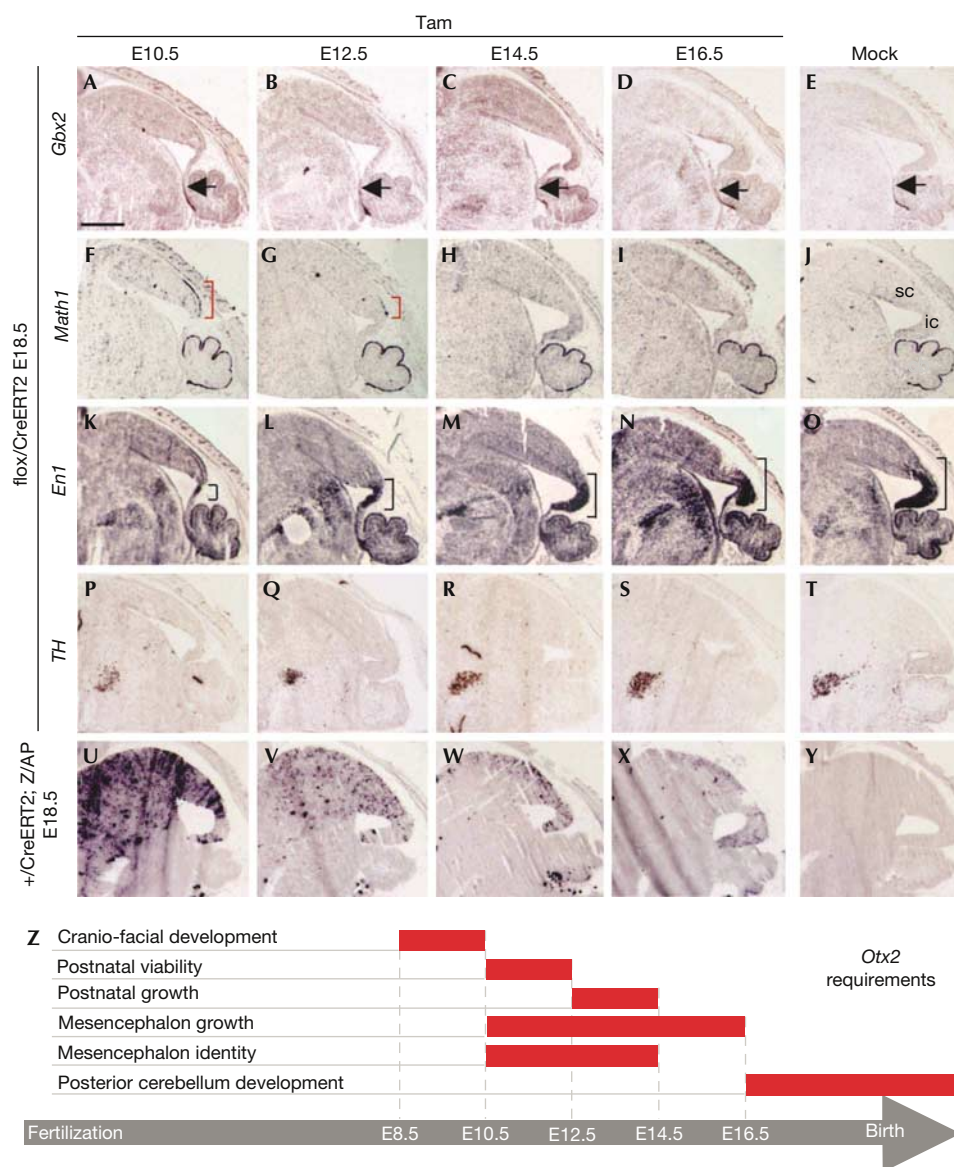 Tam
E10.5 E12.5 E14.5 E16.5 Mock
flox/CreERT2 E18.5
Gbx2
A B C D E
Math1
F G H I J
sc
ic
En1
K L M N O
TH
P Q R S T
+/CreERT2; Z/AP
E18.5
U V W X Y
Z Cranio-facial development
Postnatal viability
Postnatal growth
Mesencephalon growth
Mesencephalon identity
Posterior cerebellum development
Otx2
requirements
Fertilization E8.5 E10.5 E12.5 E14.5 E16.5 Birth